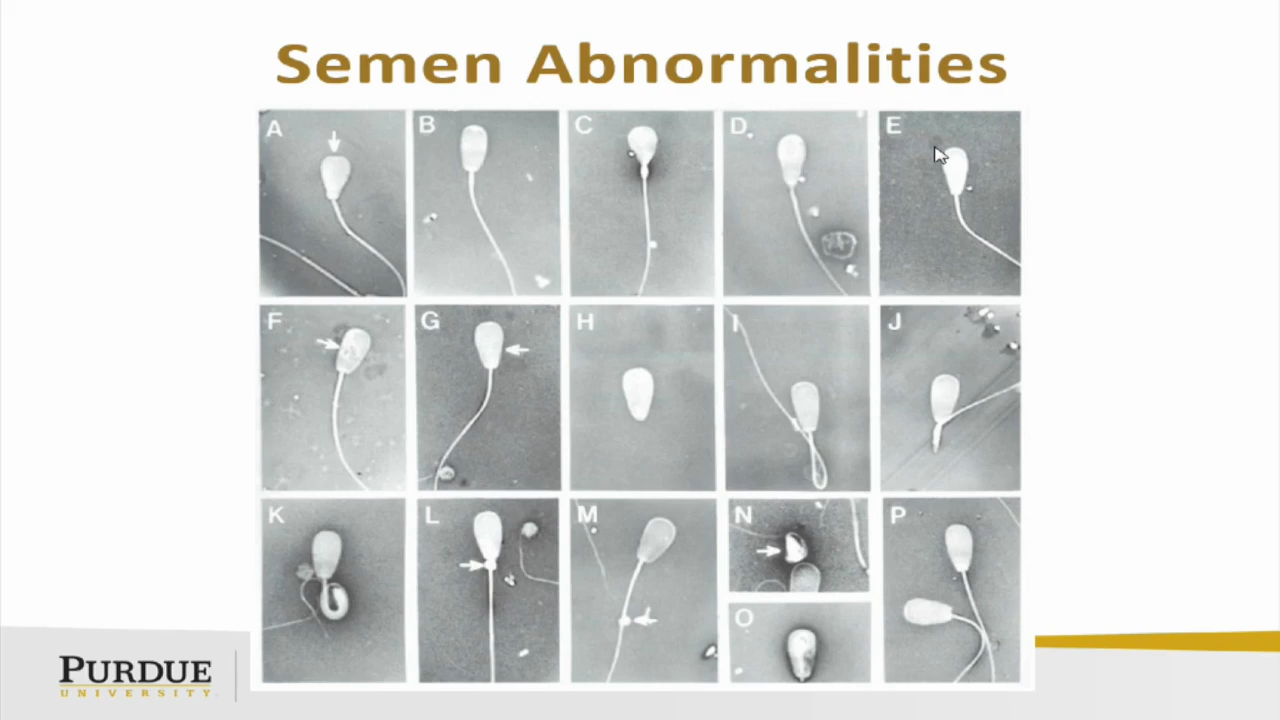 Semen Abnormalities
A B C D E
F G H I J
K L M N P
O
PURDUE
UNIVERSITY